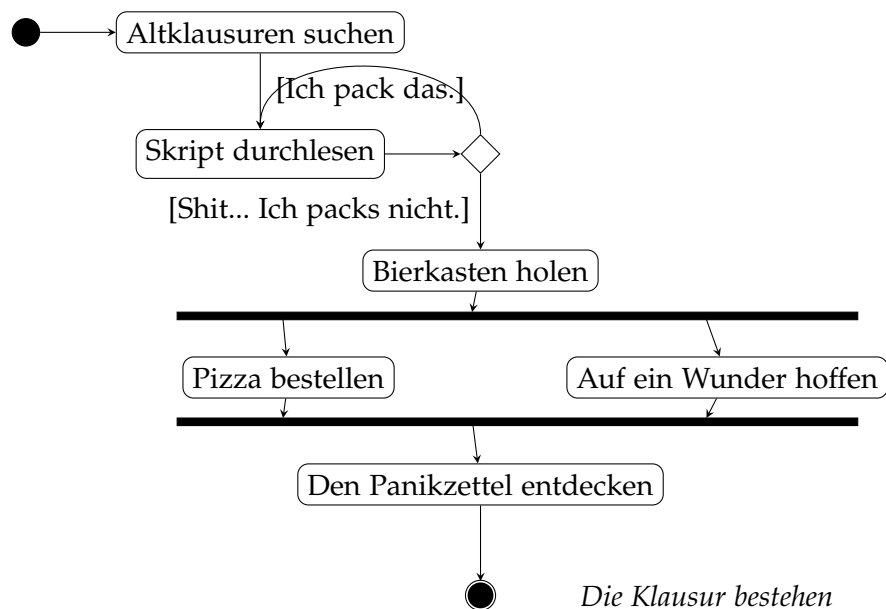 Altklausuren suchen
[Ich pack das.]
Skript durchlesen
[Shit... Ich packs nicht.]
Bierkasten holen
Pizza bestellen
Auf ein Wunder hoffen
Den Panikzettel entdecken
Die Klausur bestehen